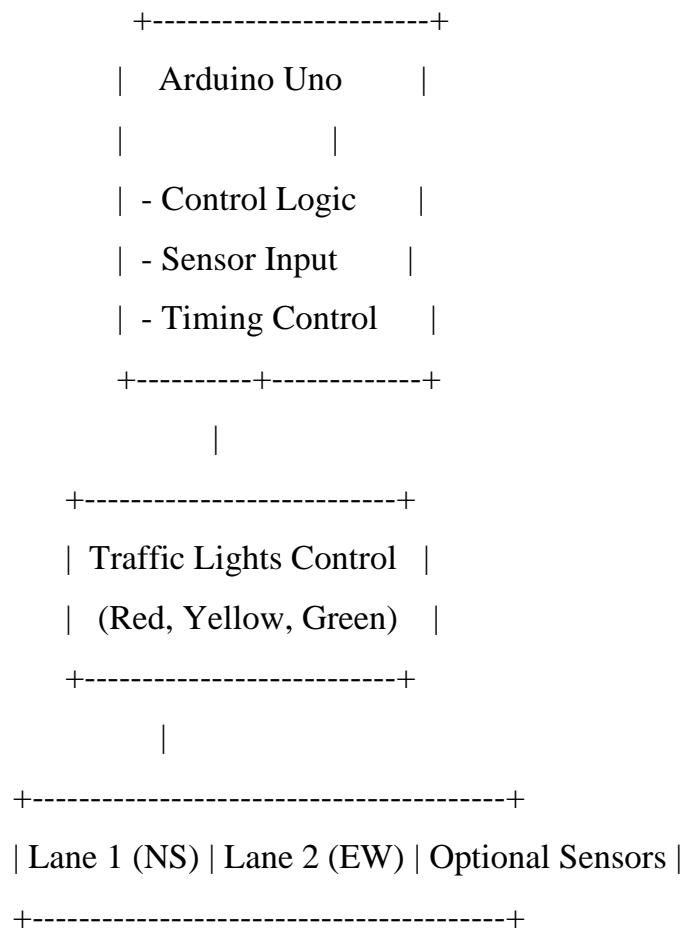 +------------------------+
| Arduino Uno |
| |
| - Control Logic |
| - Sensor Input |
| - Timing Control |
+----------+-------------+
|
+---------------------------+
| Traffic Lights Control |
| (Red, Yellow, Green) |
+---------------------------+
|
+-----------------------------------------+
| Lane 1 (NS) | Lane 2 (EW) | Optional Sensors |
+-----------------------------------------+